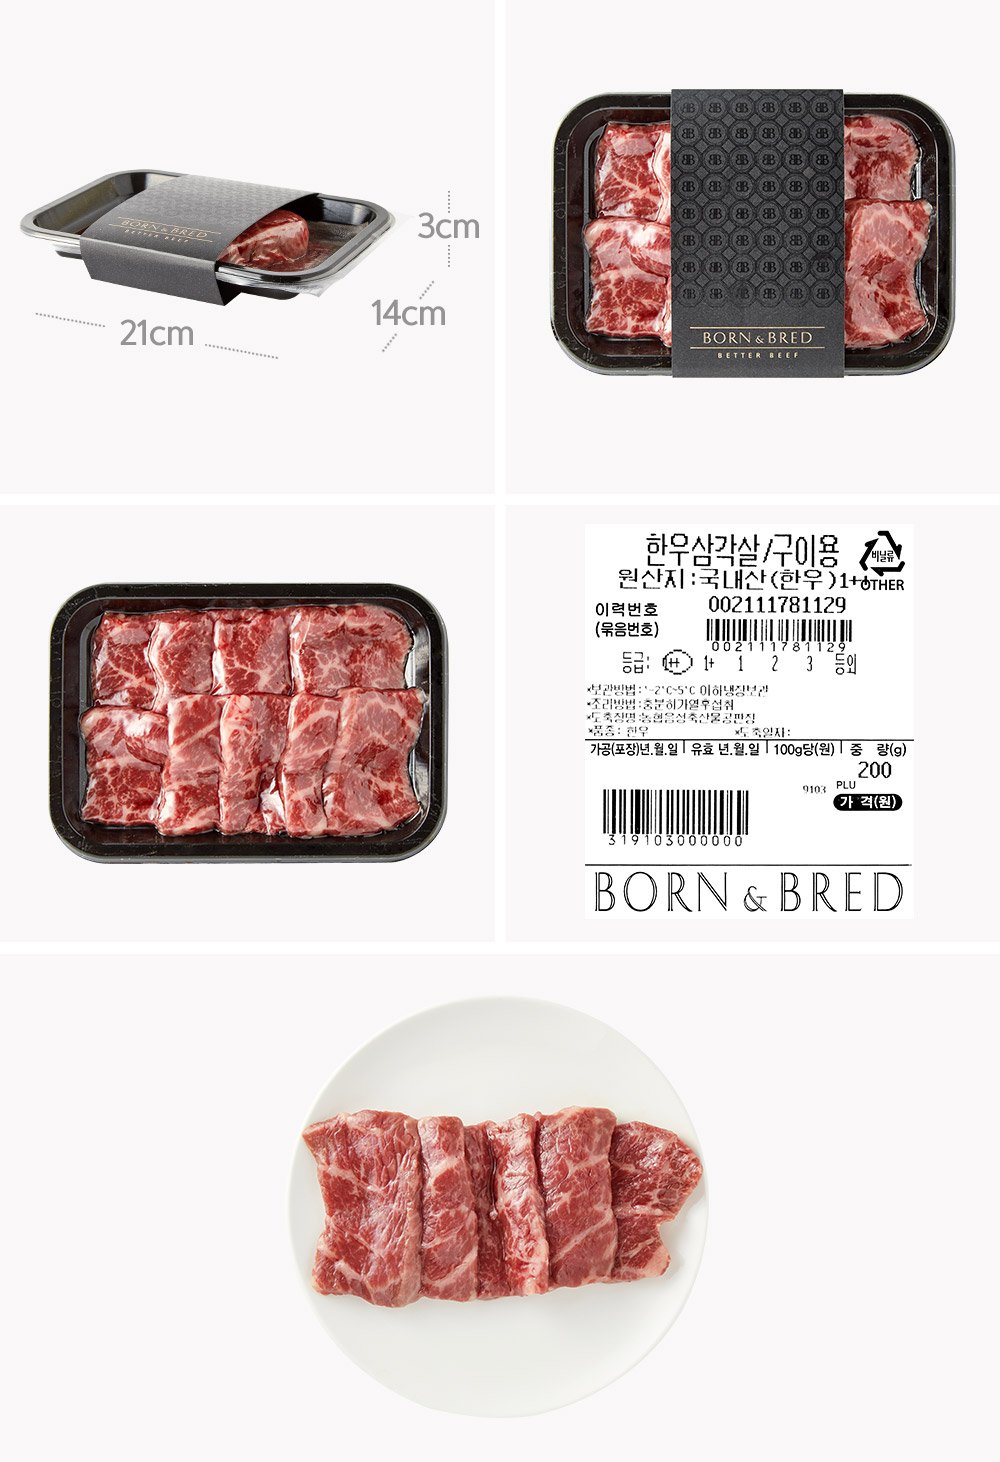 BORN & BRED
BETTER BEEF
3cm
14cm
21cm
BORN & BRED
BETTER BEEF
한우삼각살/구이용
원산지:국내산(한우)1++
비닐류
OTHER
이력번호
(묶음번호)
002111781129
002111781129
등급: 1++ 1+ 1 2 3 등외
*보관방법:-2℃~5℃ 이하냉장보관
*조리방법:충분히가열후섭취
*도축장명:농협음성축산물공판장
*품종: 한우 *도축일자:
가공(포장)년.월.일 유효 년.월.일 100g당(원) 중 량(g)
200
9103 PLU
가 격(원)
319103000000
BORN & BRED